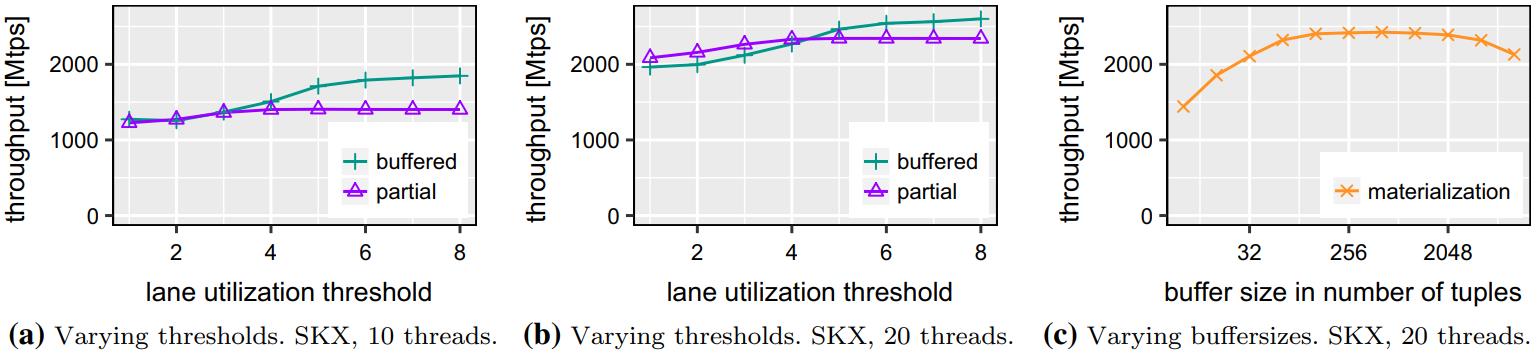 throughput [Mtps]
2000
1000
0
2 4 6 8
buffered
partial
lane utilization threshold
(a) Varying thresholds. SKX, 10 threads.
throughput [Mtps]
2000
1000
0
2 4 6 8
buffered
partial
lane utilization threshold
(b) Varying thresholds. SKX, 20 threads.
throughput [Mtps]
2000
1000
0
32 256 2048
materialization
buffer size in number of tuples
(c) Varying buffersizes. SKX, 20 threads.